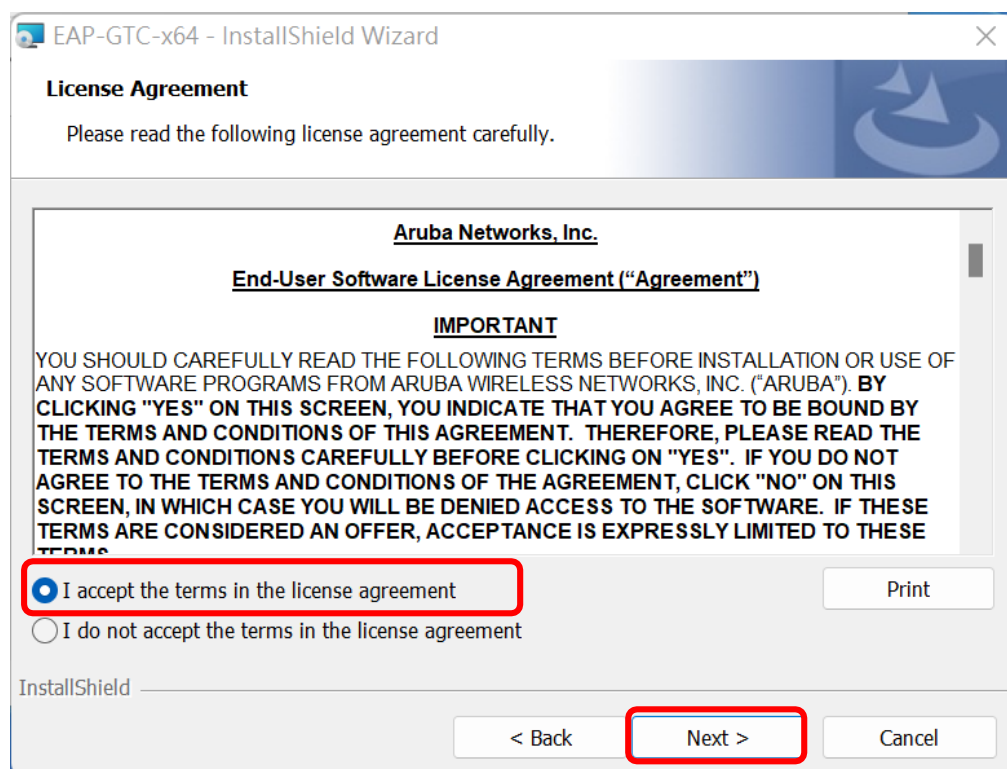 EAP-GTC-x64 - InstallShield Wizard
License Agreement
Please read the following license agreement carefully.
Aruba Networks, Inc.
End-User Software License Agreement (“Agreement”)
IMPORTANT
YOU SHOULD CAREFULLY READ THE FOLLOWING TERMS BEFORE INSTALLATION OR USE OF
ANY SOFTWARE PROGRAMS FROM ARUBA WIRELESS NETWORKS, INC. (“ARUBA”). BY
CLICKING "YES" ON THIS SCREEN, YOU INDICATE THAT YOU AGREE TO BE BOUND BY
THE TERMS AND CONDITIONS OF THIS AGREEMENT.  THEREFORE, PLEASE READ THE
TERMS AND CONDITIONS CAREFULLY BEFORE CLICKING ON "YES".  IF YOU DO NOT
AGREE TO THE TERMS AND CONDITIONS OF THE AGREEMENT, CLICK "NO" ON THIS
SCREEN, IN WHICH CASE YOU WILL BE DENIED ACCESS TO THE SOFTWARE.  IF THESE
TERMS ARE CONSIDERED AN OFFER, ACCEPTANCE IS EXPRESSLY LIMITED TO THESE
TERMS
I accept the terms in the license agreement
Print
I do not accept the terms in the license agreement
InstallShield
< Back
Next >
Cancel